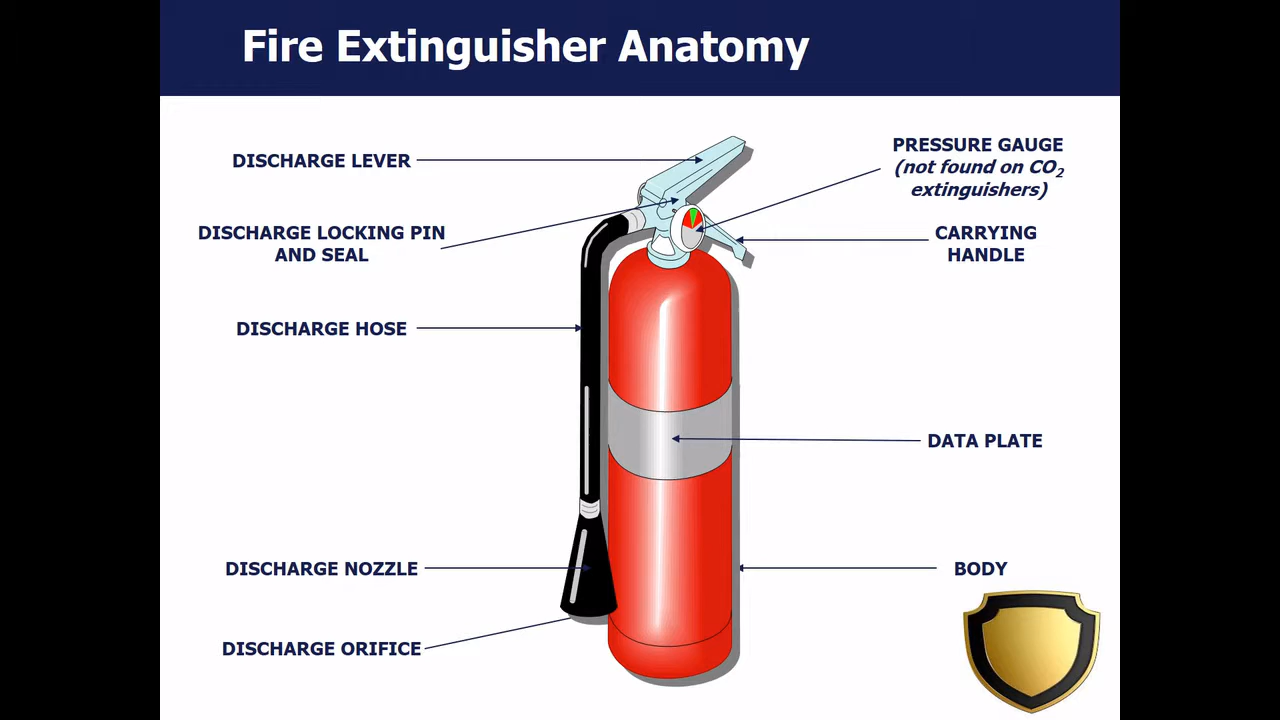 Fire Extinguisher Anatomy
DISCHARGE LEVER
DISCHARGE LOCKING PIN
AND SEAL
DISCHARGE HOSE
DISCHARGE NOZZLE
DISCHARGE ORIFICE
PRESSURE GAUGE
(not found on CO₂
extinguishers)
CARRYING
HANDLE
DATA PLATE
BODY